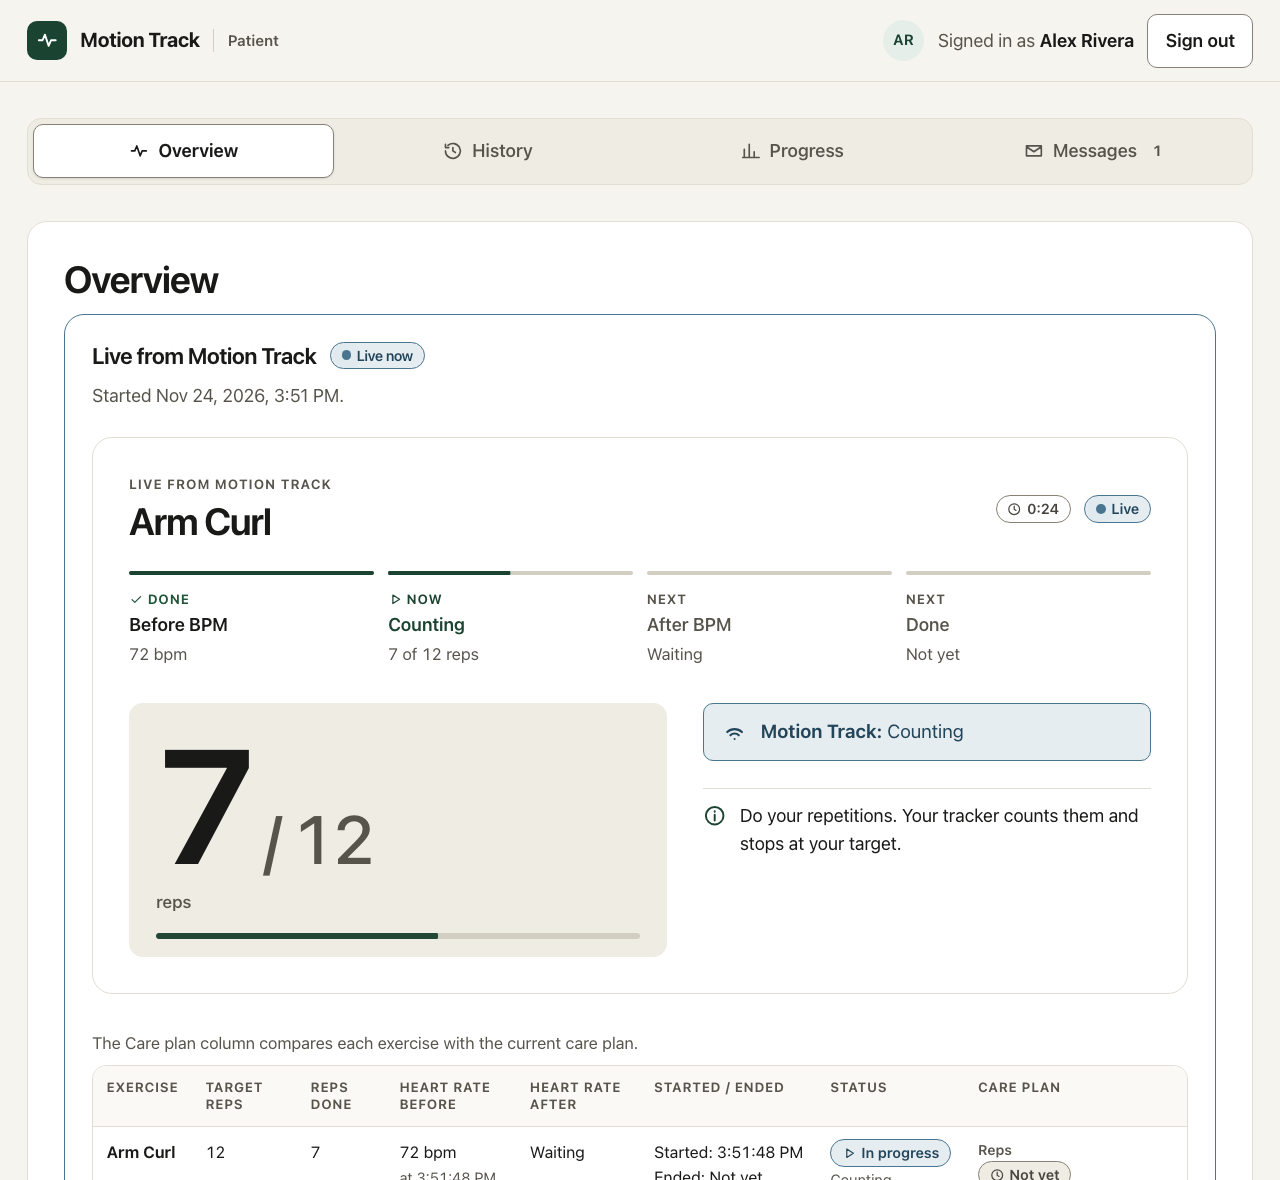 Motion Track
Patient
AR
Signed in as Alex Rivera
Sign out
Overview
History
Progress
Messages 1
Overview
Live from Motion Track
Live now
Started Nov 24, 2026, 3:51 PM.
LIVE FROM MOTION TRACK
Arm Curl
0:24
Live
DONE
Before BPM
72 bpm
NOW
Counting
7 of 12 reps
NEXT
After BPM
Waiting
NEXT
Done
Not yet
7 / 12
reps
Motion Track: Counting
Do your repetitions. Your tracker counts them and
stops at your target.
The Care plan column compares each exercise with the current care plan.
EXERCISE
TARGET
REPS
REPS
DONE
HEART RATE
BEFORE
HEART RATE
AFTER
STARTED / ENDED
STATUS
CARE PLAN
Arm Curl
12
7
72 bpm
at 3:51:48 PM
Waiting
Started: 3:51:48 PM
Ended: Not yet
In progress
Counting
Reps
Not yet